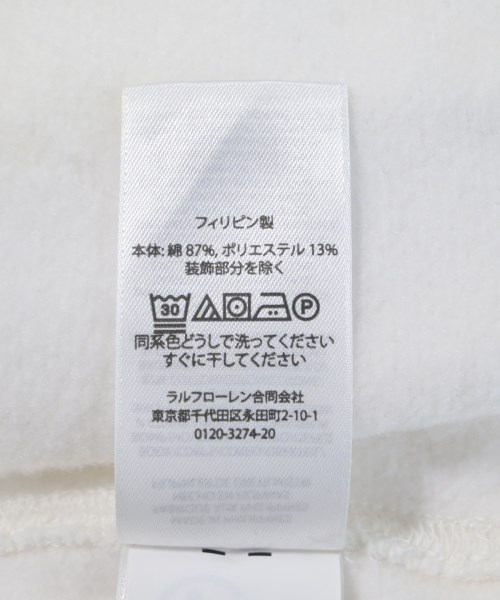 フィリピン製
本体: 綿 87%, ポリエステル 13%
装飾部分を除く
30 P
同系色どうしで洗ってください
すぐに干してください
ラルフローレン合同会社
東京都千代田区永田町2-10-1
0120-3274-20